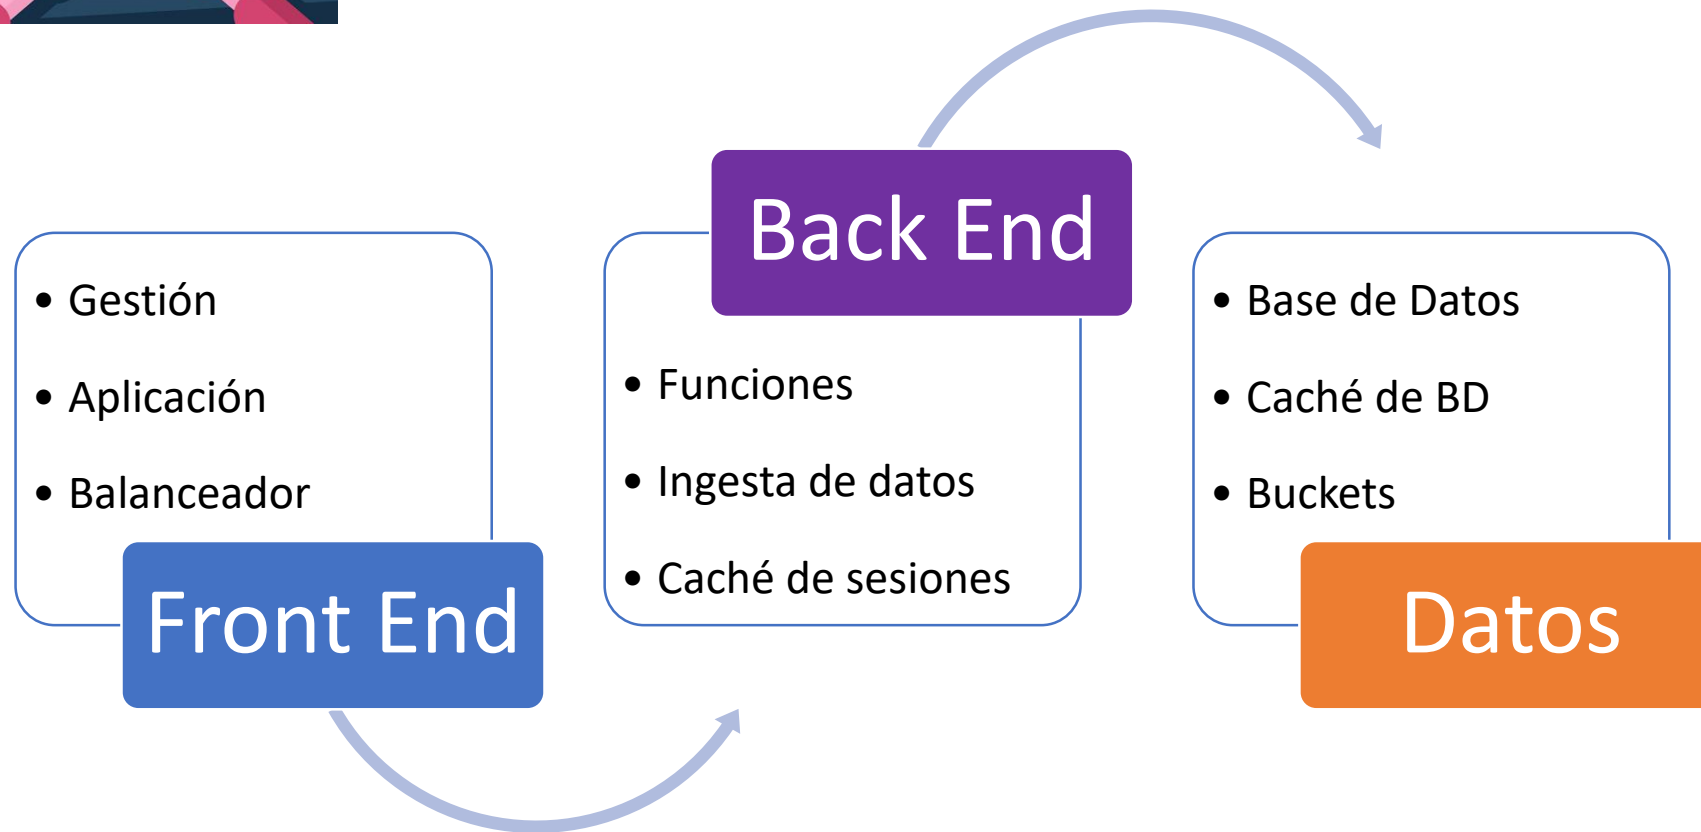 • Gestión
• Aplicación
• Balanceador
Front End
Back End
• Funciones
• Ingesta de datos
• Caché de sesiones
• Base de Datos
• Caché de BD
• Buckets
Datos